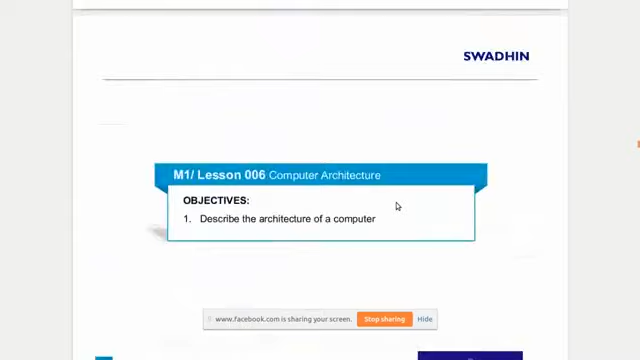 SWADHIN
M1/ Lesson 006 Computer Architecture
OBJECTIVES:
1. Describe the architecture of a computer
www.facebook.com is sharing your screen. Stop sharing Hide